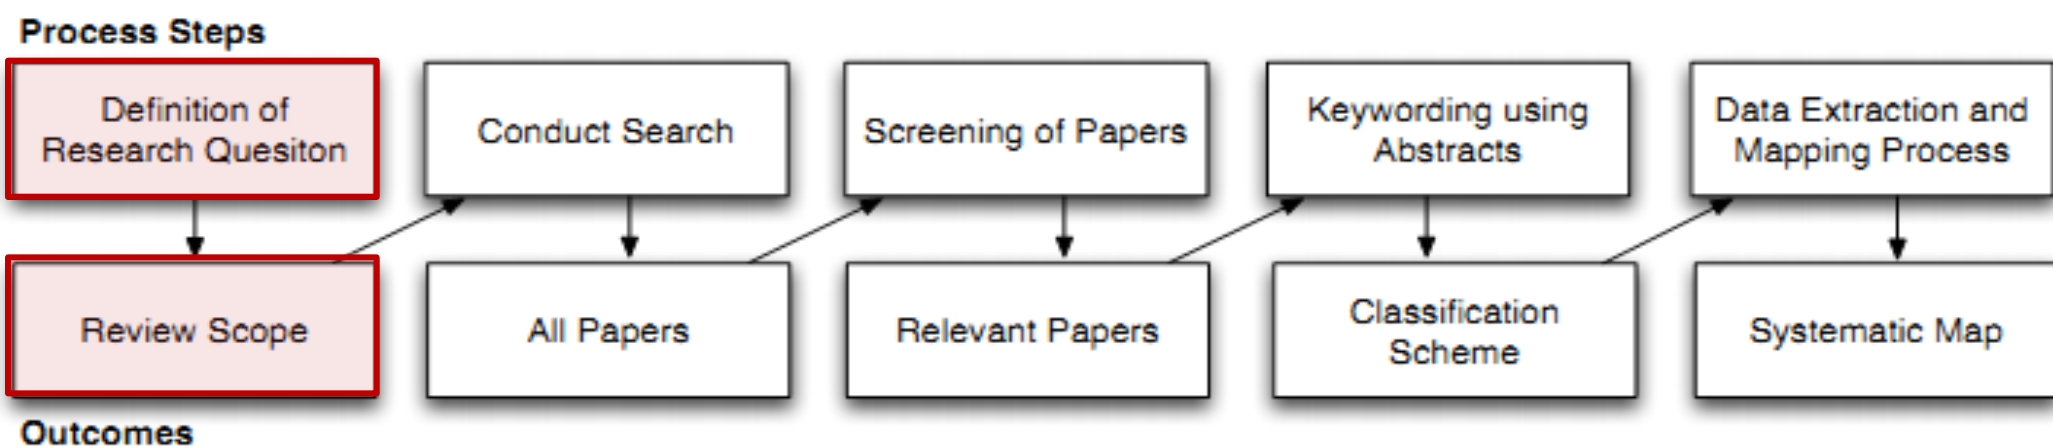 Process Steps
Definition of
Research Quesiton
Conduct Search
Screening of Papers
Keywording using
Abstracts
Data Extraction and
Mapping Process
Review Scope
All Papers
Relevant Papers
Classification
Scheme
Systematic Map
Outcomes